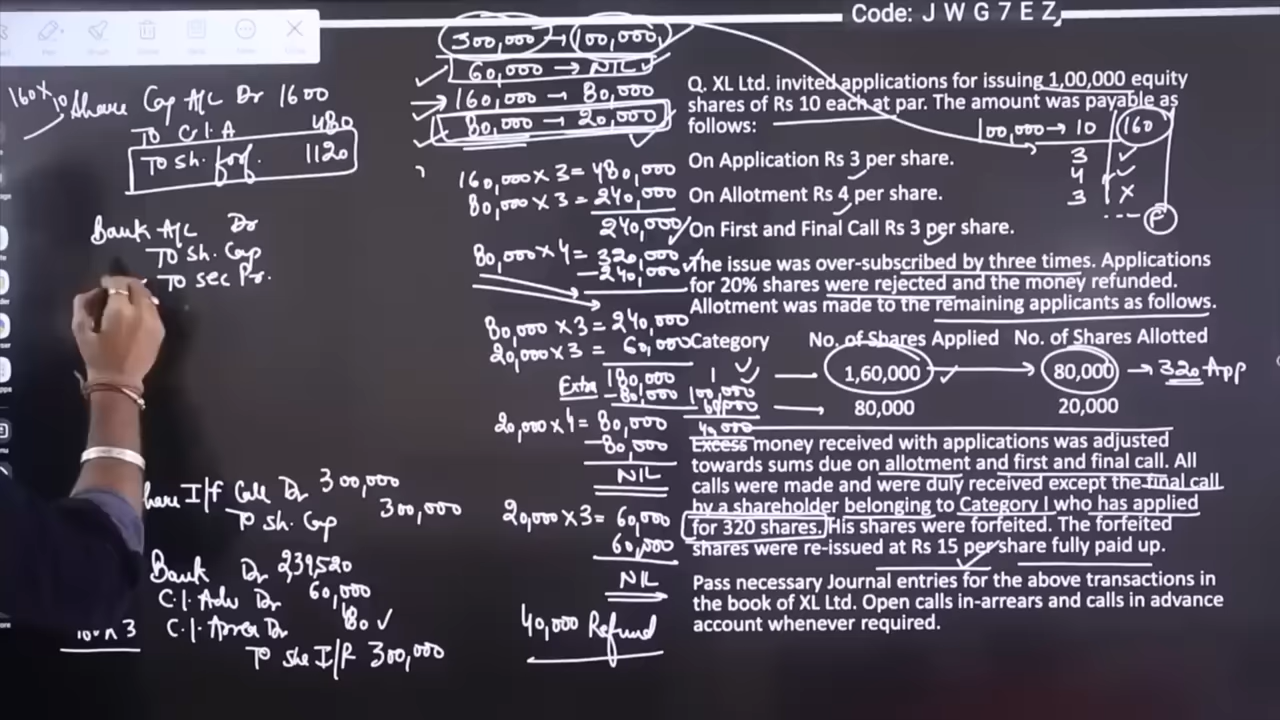 Code: J W G 7 E Z
160×10 Share Cap A/c Dr 1600
To C.I.A 480
To sh. forf. 1120
Bank A/c Dr
To sh. Cap
To sec Pr.
hare I/F Call Dr 300,000
To sh. Cap 300,000
Bank Dr 239,520
C.I. Adv Dr 60,000
C.I. Area Dr 480 ✓
To she I/F 300,000
300,000 → 100,000
60,000 → NIL
160,000 → 80,000
80,000 → 20,000
160,000 × 3 = 480,000
80,000 × 3 = 240,000
240,000
80,000 × 4 = 320,000
- 240,000
80,000 × 3 = 240,000
20,000 × 3 = 60,000
180,000
Extra - 80,000 100,000
60,000
20,000 × 4 = 80,000 40,000
- 80,000
NIL
20,000 × 3 = 60,000
60,000
NIL
40,000 Refund
Q. XL Ltd. invited applications for issuing 1,00,000 equity
shares of Rs 10 each at par. The amount was payable as
follows:
100,000 → 10 160
3 ✓
4 ✓
3 ×
F
On Application Rs 3 per share.
On Allotment Rs 4 per share.
On First and Final Call Rs 3 per share.
The issue was over-subscribed by three times. Applications
for 20% shares were rejected and the money refunded.
Allotment was made to the remaining applicants as follows.
Category No. of Shares Applied No. of Shares Allotted
1 1,60,000 80,000 → 320 App
80,000 20,000
Excess money received with applications was adjusted
towards sums due on allotment and first and final call. All
calls were made and were duly received except the final call
by a shareholder belonging to Category I who has applied
for 320 shares. His shares were forfeited. The forfeited
shares were re-issued at Rs 15 per share fully paid up.
Pass necessary Journal entries for the above transactions in
the book of XL Ltd. Open calls in-arrears and calls in advance
account whenever required.